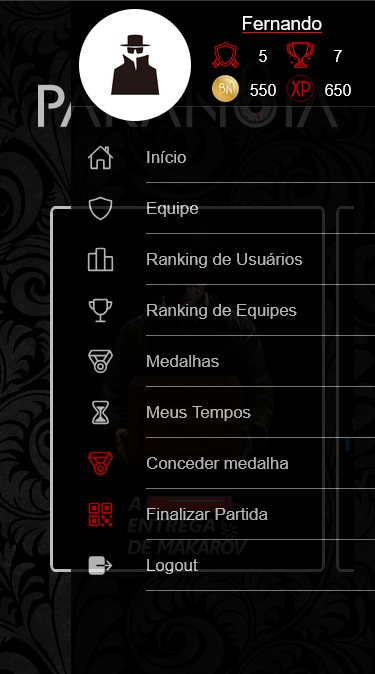 Fernando
5
7
BN
550
XP
650
PARANOIA
Início
Equipe
Ranking de Usuários
Ranking de Equipes
Medalhas
Meus Tempos
Conceder medalha
Finalizar Partida
Logout
A
ENTREGA
DE MAKAROV